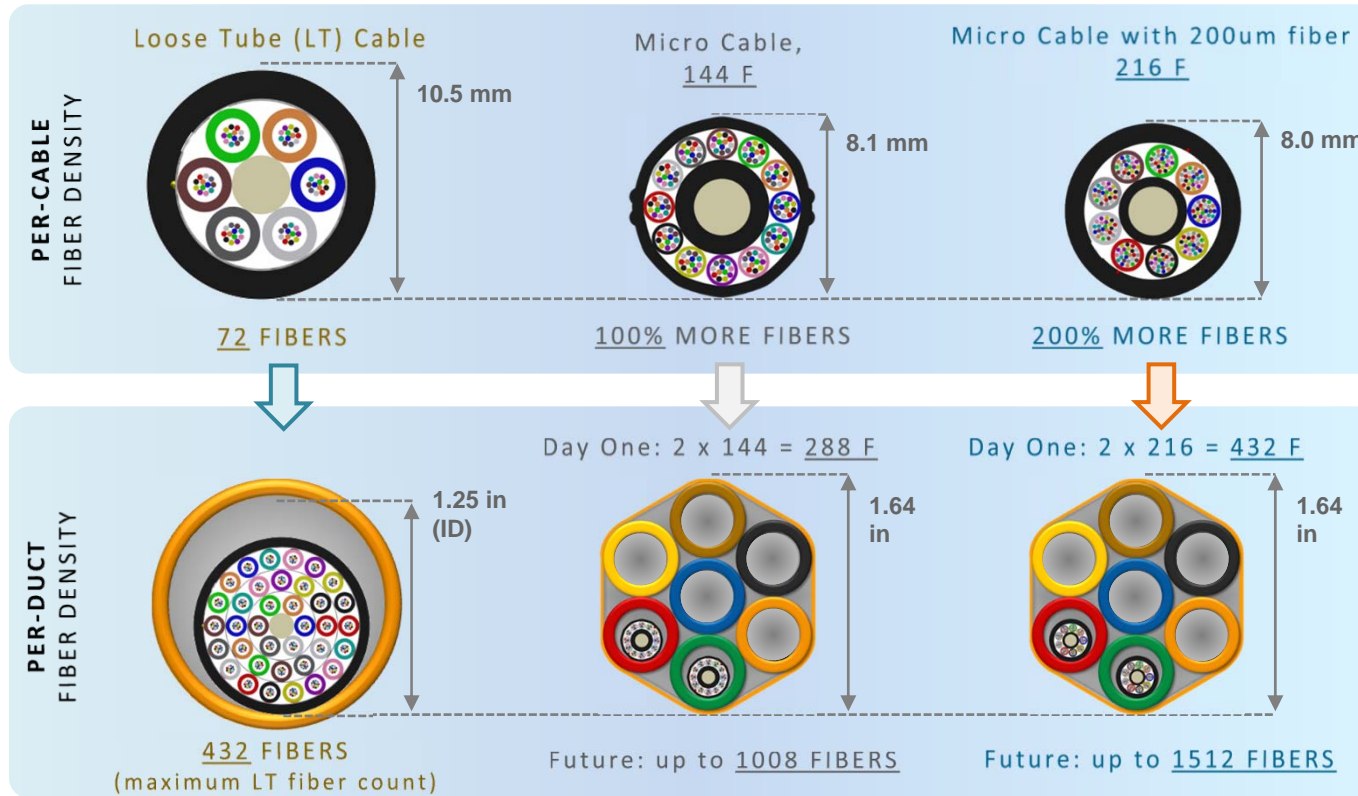 PER-CABLE
FIBER DENSITY
Loose Tube (LT) Cable
10.5 mm
72 FIBERS
Micro Cable,
144 F
8.1 mm
100% MORE FIBERS
Micro Cable with 200um fiber
216 F
8.0 mm
200% MORE FIBERS
PER-DUCT
FIBER DENSITY
1.25 in
(ID)
432 FIBERS
(maximum LT fiber count)
Day One: 2 x 144 = 288 F
1.64
in
Future: up to 1008 FIBERS
Day One: 2 x 216 = 432 F
1.64
in
Future: up to 1512 FIBERS